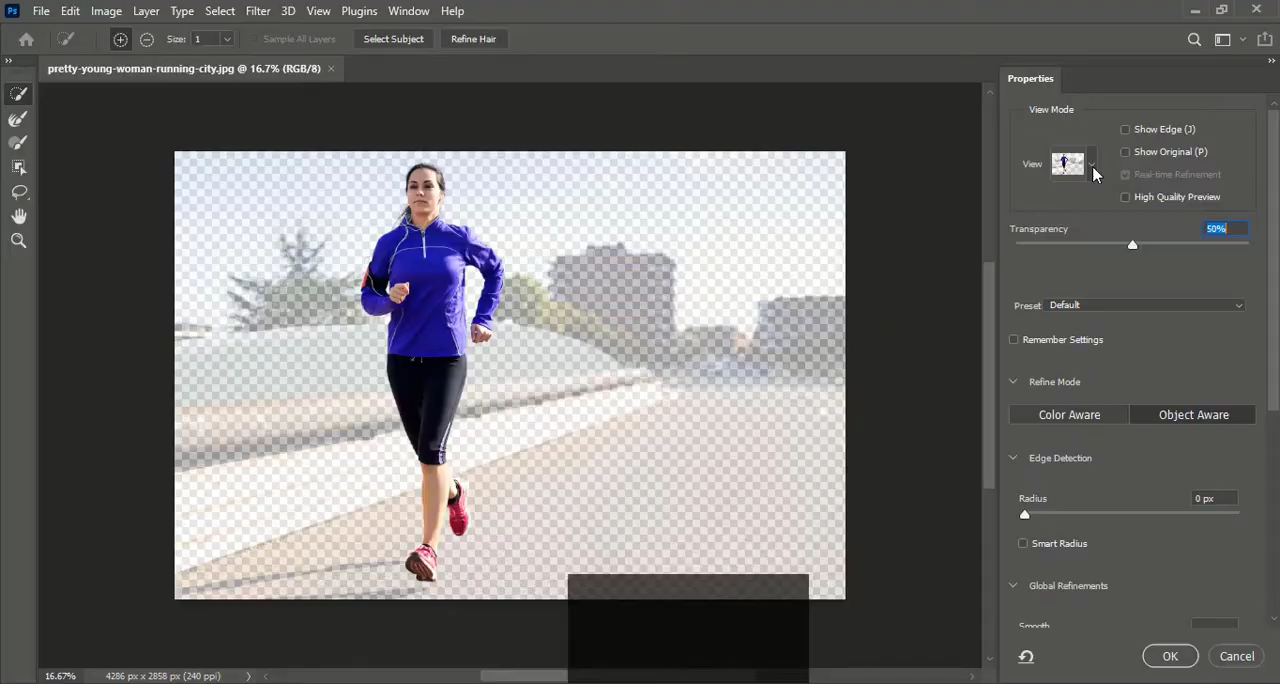 Ps File Edit Image Layer Type Select Filter 3D View Plugins Window Help
Size: 1 Sample All Layers Select Subject Refine Hair
pretty-young-woman-running-city.jpg @ 16.7% (RGB/8) ×
Properties
View Mode
Show Edge (J)
Show Original (P)
View
Real-time Refinement
High Quality Preview
Transparency 50%
Preset Default
Remember Settings
Refine Mode
Color Aware Object Aware
Edge Detection
Radius 0 px
Smart Radius
Global Refinements
Smooth
OK Cancel
16.67% 4286 px x 2858 px (240 ppi)